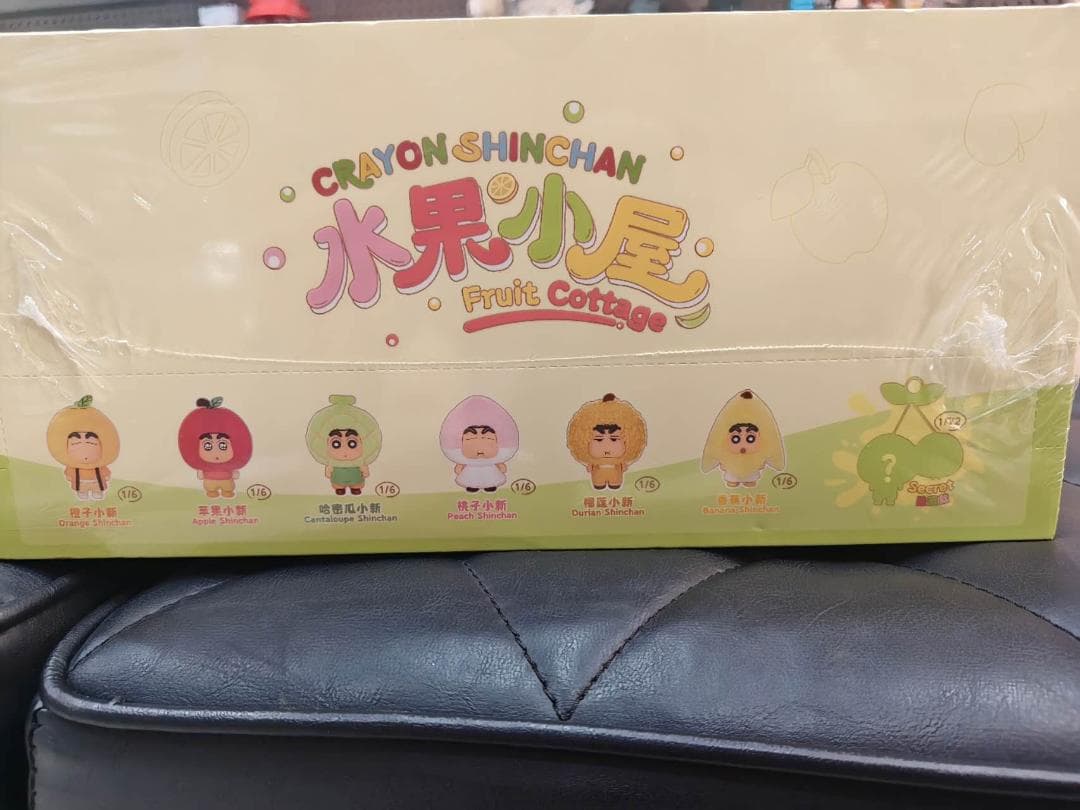 CRAYON SHINCHAN
水果小屋
Fruit Cottage
1/6
1/6
1/6
1/6
1/6
1/6
1/72
?
橙子小新
Orange Shinchan
苹果小新
Apple Shinchan
哈密瓜小新
Cantaloupe Shinchan
桃子小新
Peach Shinchan
榴莲小新
Durian Shinchan
香蕉小新
Banana Shinchan
Secret